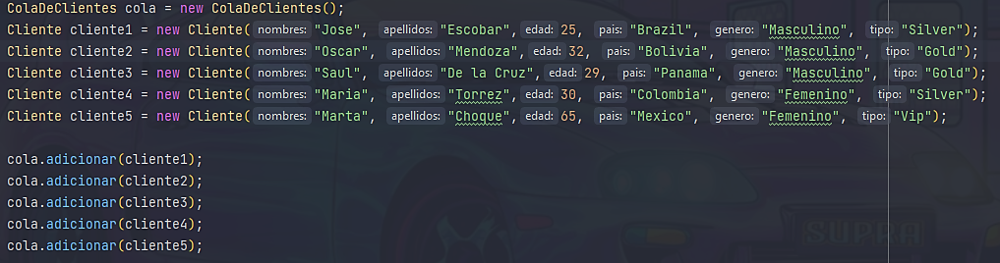 ColaDeClientes cola = new ColaDeClientes();
Cliente cliente1 = new Cliente( nombres: "Jose", apellidos: "Escobar", edad: 25, pais: "Brazil", genero: "Masculino", tipo: "Silver");
Cliente cliente2 = new Cliente( nombres: "Oscar", apellidos: "Mendoza", edad: 32, pais: "Bolivia", genero: "Masculino", tipo: "Gold");
Cliente cliente3 = new Cliente( nombres: "Saul", apellidos: "De la Cruz", edad: 29, pais: "Panama", genero: "Masculino", tipo: "Gold");
Cliente cliente4 = new Cliente( nombres: "Maria", apellidos: "Torrez", edad: 30, pais: "Colombia", genero: "Femenino", tipo: "Silver");
Cliente cliente5 = new Cliente( nombres: "Marta", apellidos: "Choque", edad: 65, pais: "Mexico", genero: "Femenino", tipo: "Vip");
cola.adicionar(cliente1);
cola.adicionar(cliente2);
cola.adicionar(cliente3);
cola.adicionar(cliente4);
SUPRA
cola.adicionar(cliente5);